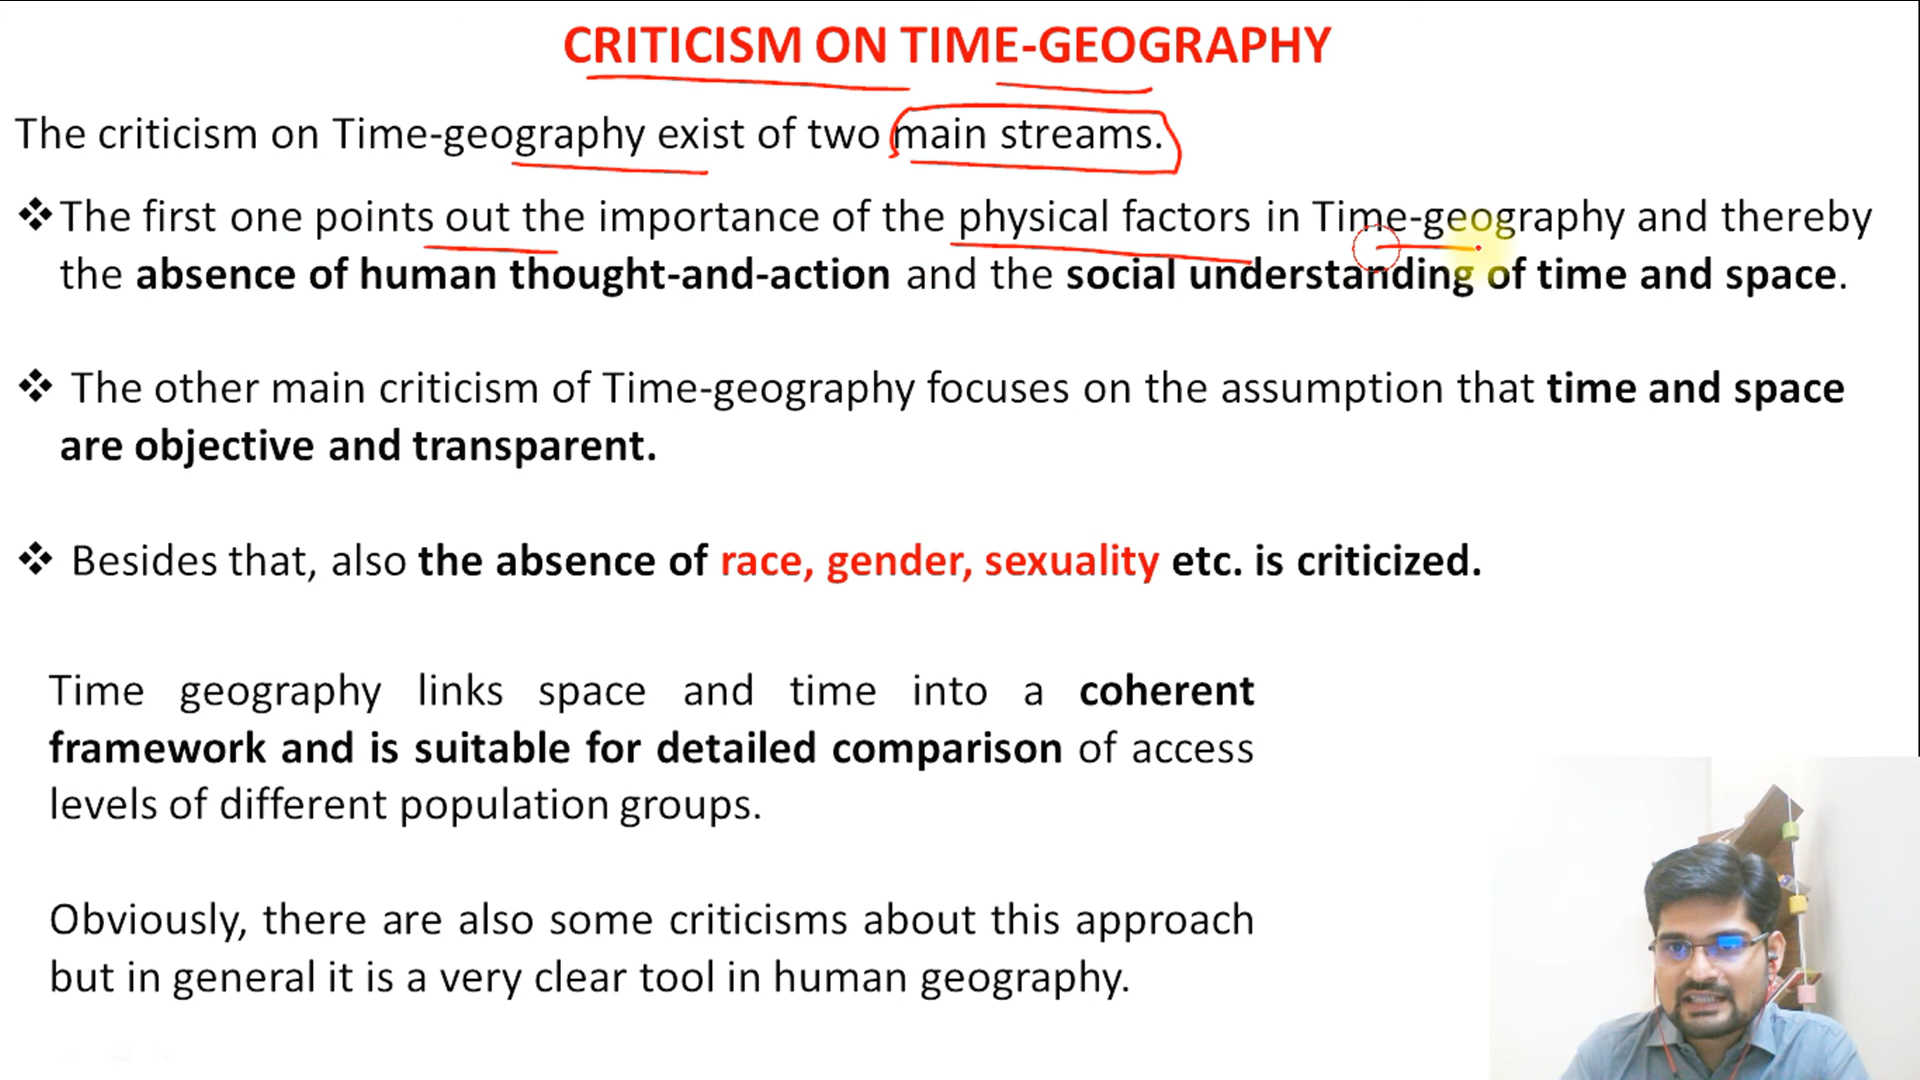 CRITICISM ON TIME-GEOGRAPHY
The criticism on Time-geography exist of two main streams.
❖The first one points out the importance of the physical factors in Time-geography and thereby
the absence of human thought-and-action and the social understanding of time and space.
❖ The other main criticism of Time-geography focuses on the assumption that time and space
are objective and transparent.
❖ Besides that, also the absence of race, gender, sexuality etc. is criticized.
Time geography links space and time into a coherent
framework and is suitable for detailed comparison of access
levels of different population groups.
Obviously, there are also some criticisms about this approach
but in general it is a very clear tool in human geography.